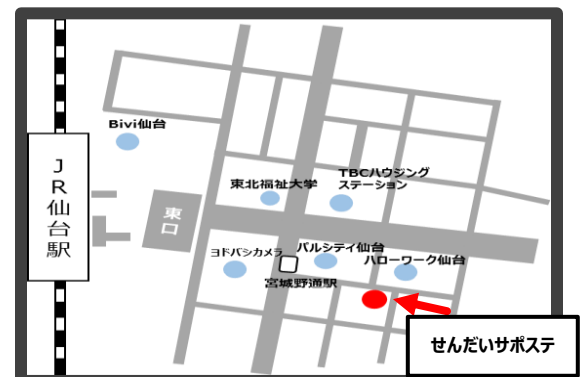 Bivi仙台
JR仙台駅
東口
東北福祉大学
TBCハウジング
ステーション
ヨドバシカメラ
パルシティ仙台
ハローワーク仙台
宮城野通駅
せんだいサポステ